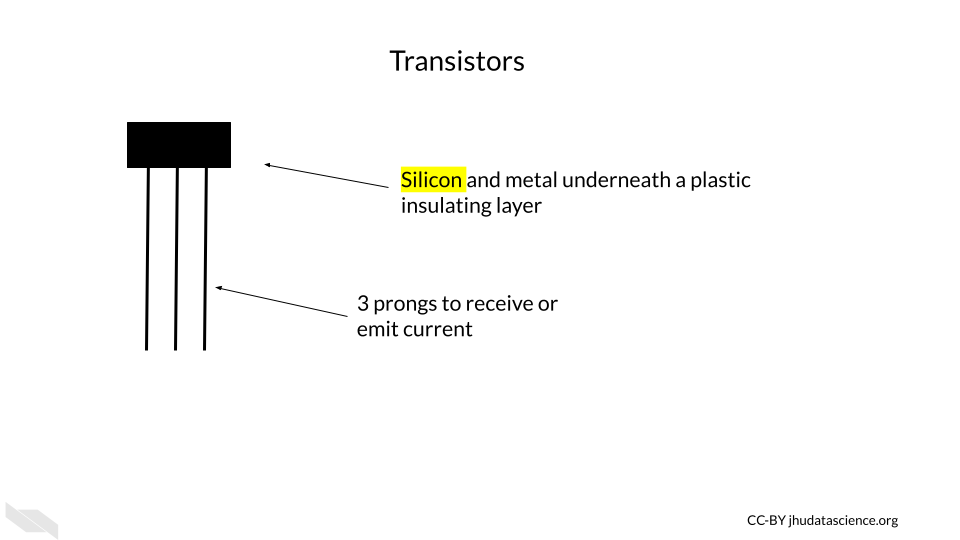 Transistors
Silicon and metal underneath a plastic
insulating layer
3 prongs to receive or
emit current
CC-BY jhudatascience.org